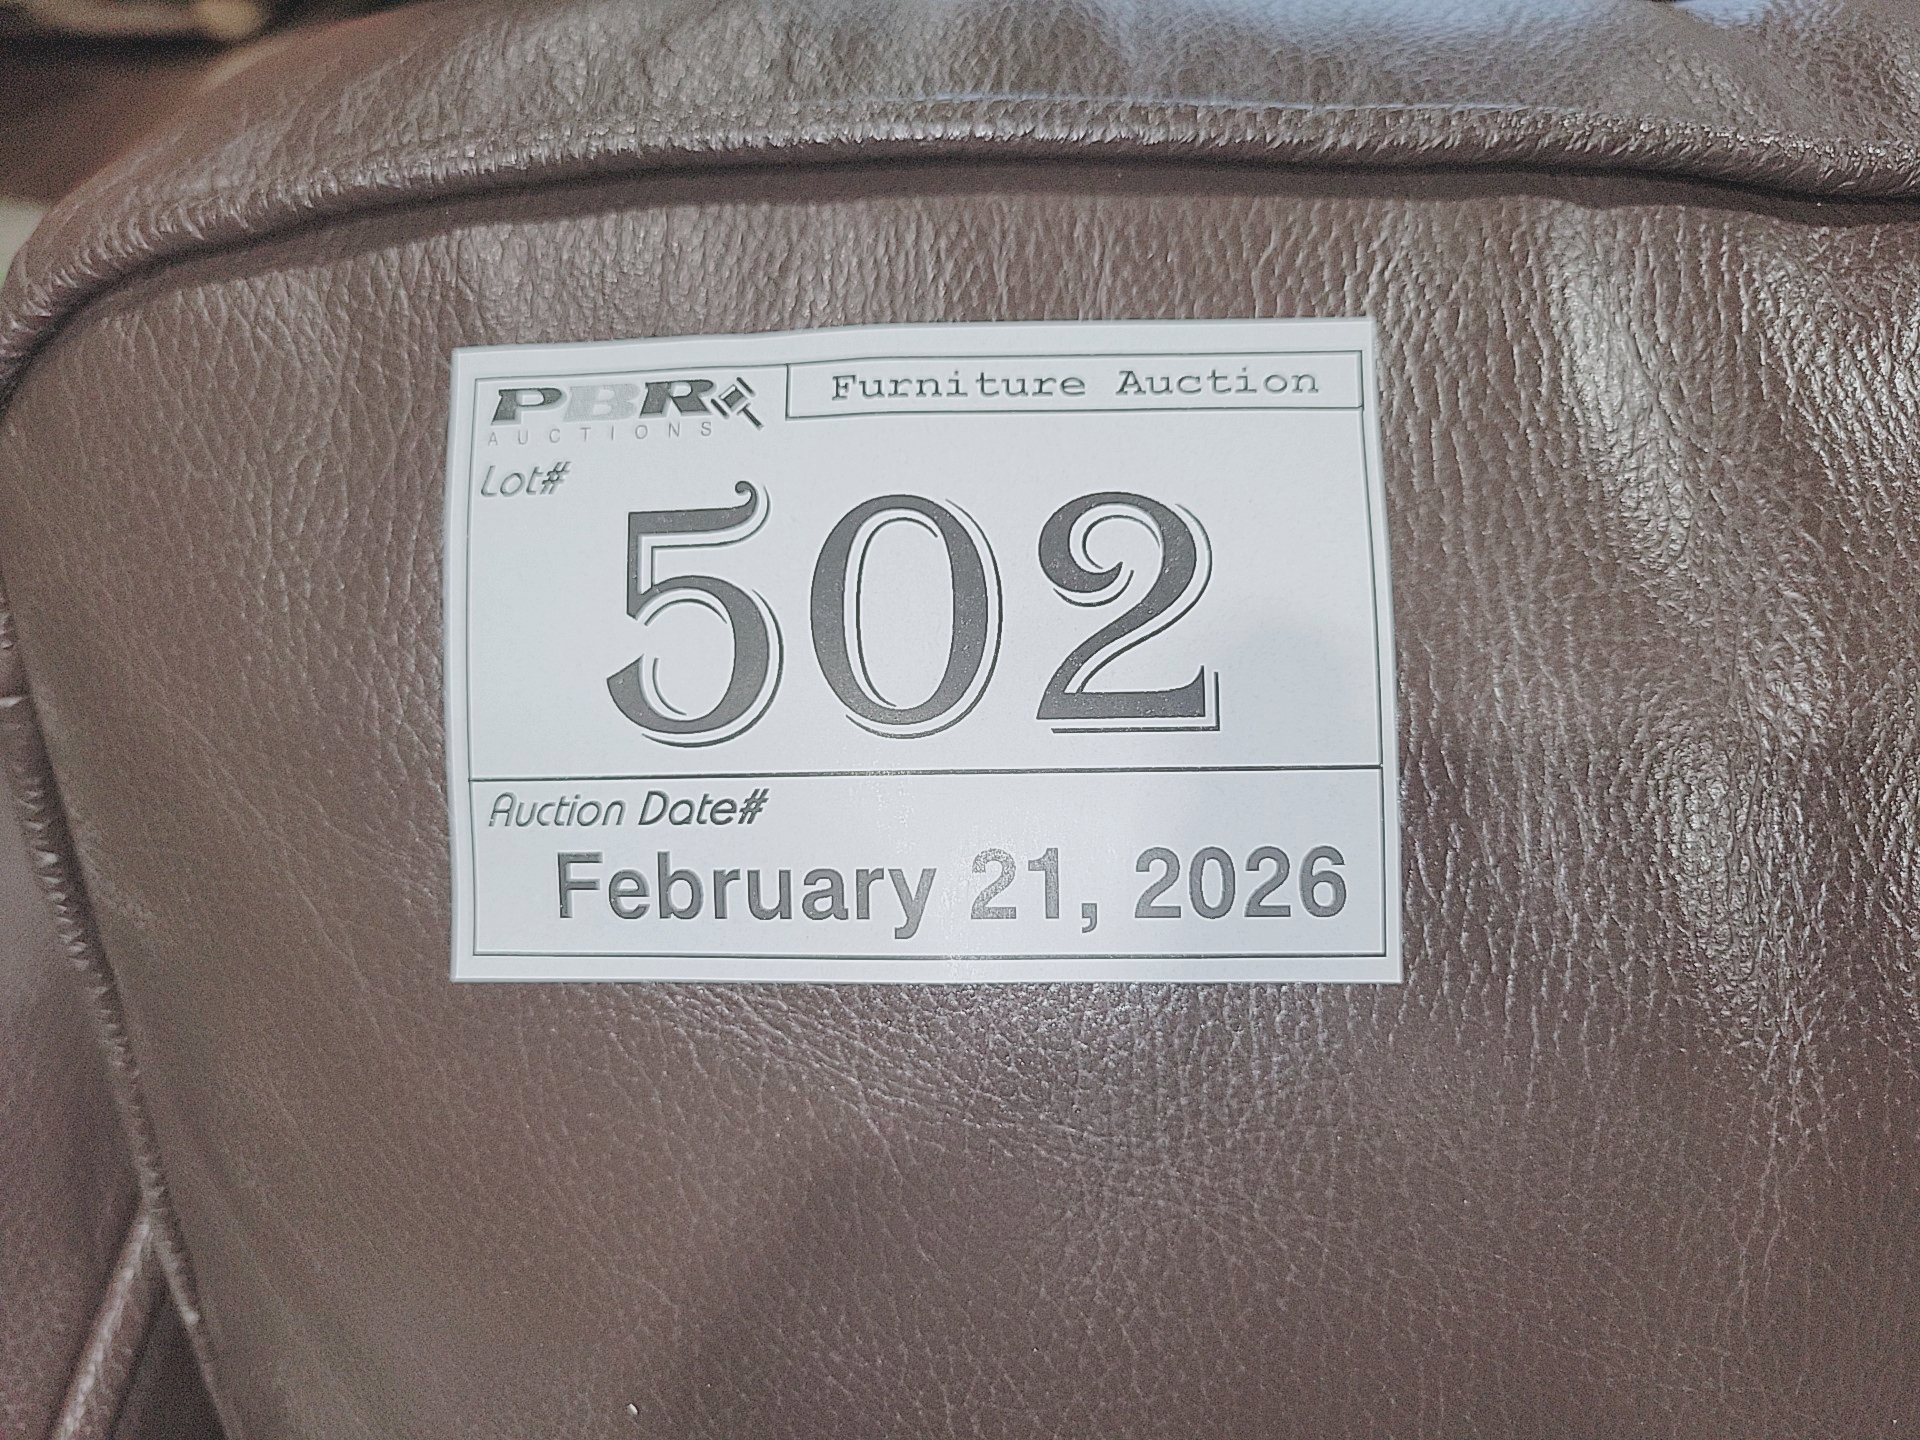 PBR
AUCTIONS
Furniture Auction
Lot#
502
Auction Date#
February 21, 2026